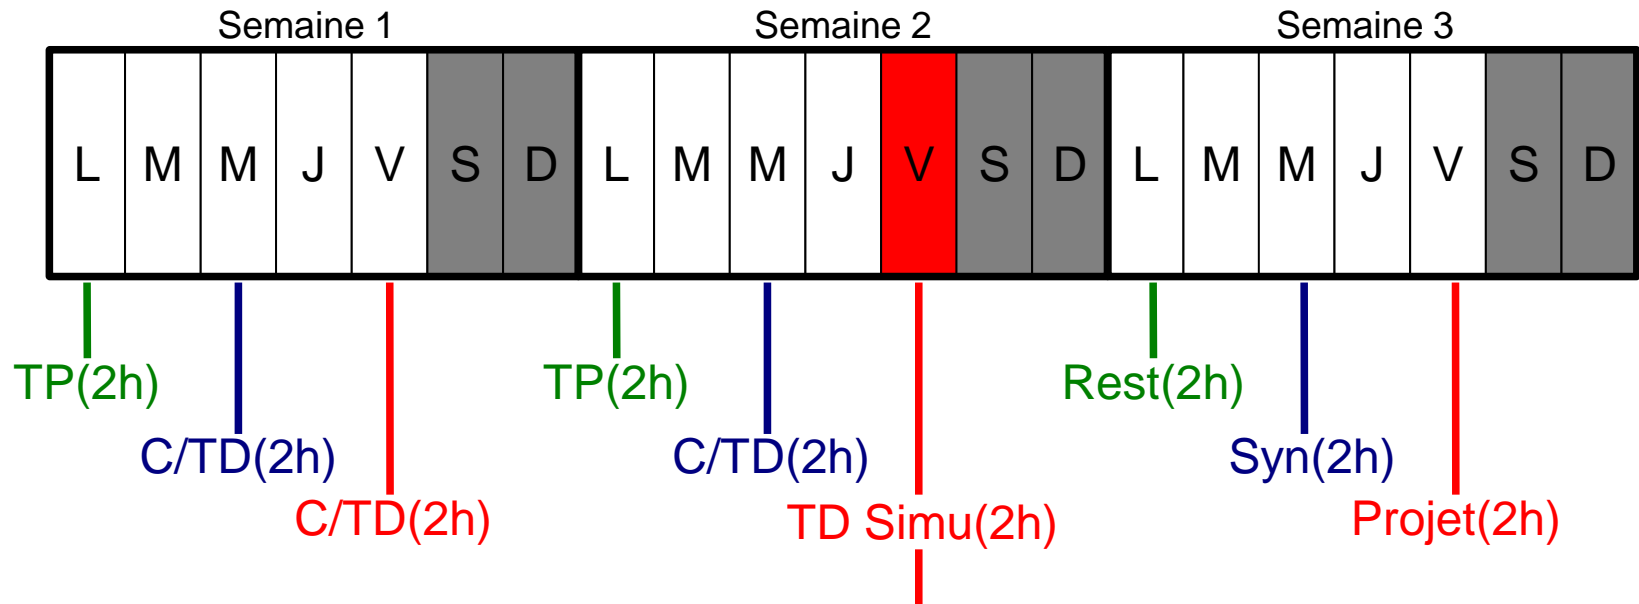 Semaine 1 Semaine 2 Semaine 3
L M M J V S D L M M J V S D L M M J V S D
TP(2h) TP(2h) Rest(2h)
C/TD(2h) C/TD(2h) Syn(2h)
C/TD(2h) TD Simu(2h) Projet(2h)